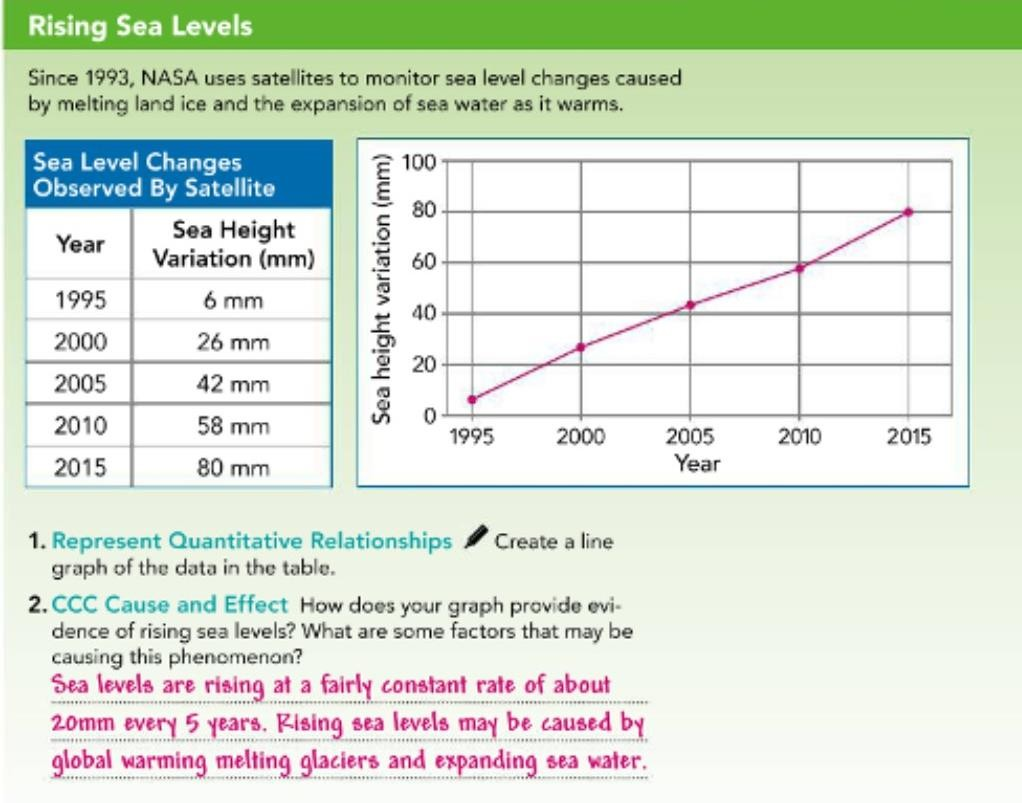 Rising Sea Levels
Since 1993, NASA uses satellites to monitor sea level changes caused
by melting land ice and the expansion of sea water as it warms.
Sea Level Changes
Observed By Satellite
Year
Sea Height
Variation (mm)
1995 6 mm
2000 26 mm
2005 42 mm
2010 58 mm
2015 80 mm
Sea height variation (mm)
100
80
60
40
20
0
1995 2000 2005 2010 2015
Year
1. Represent Quantitative Relationships Create a line
graph of the data in the table.
2. CCC Cause and Effect How does your graph provide evi-
dence of rising sea levels? What are some factors that may be
causing this phenomenon?
Sea levels are rising at a fairly constant rate of about
20mm every 5 years. Rising sea levels may be caused by
global warming melting glaciers and expanding sea water.